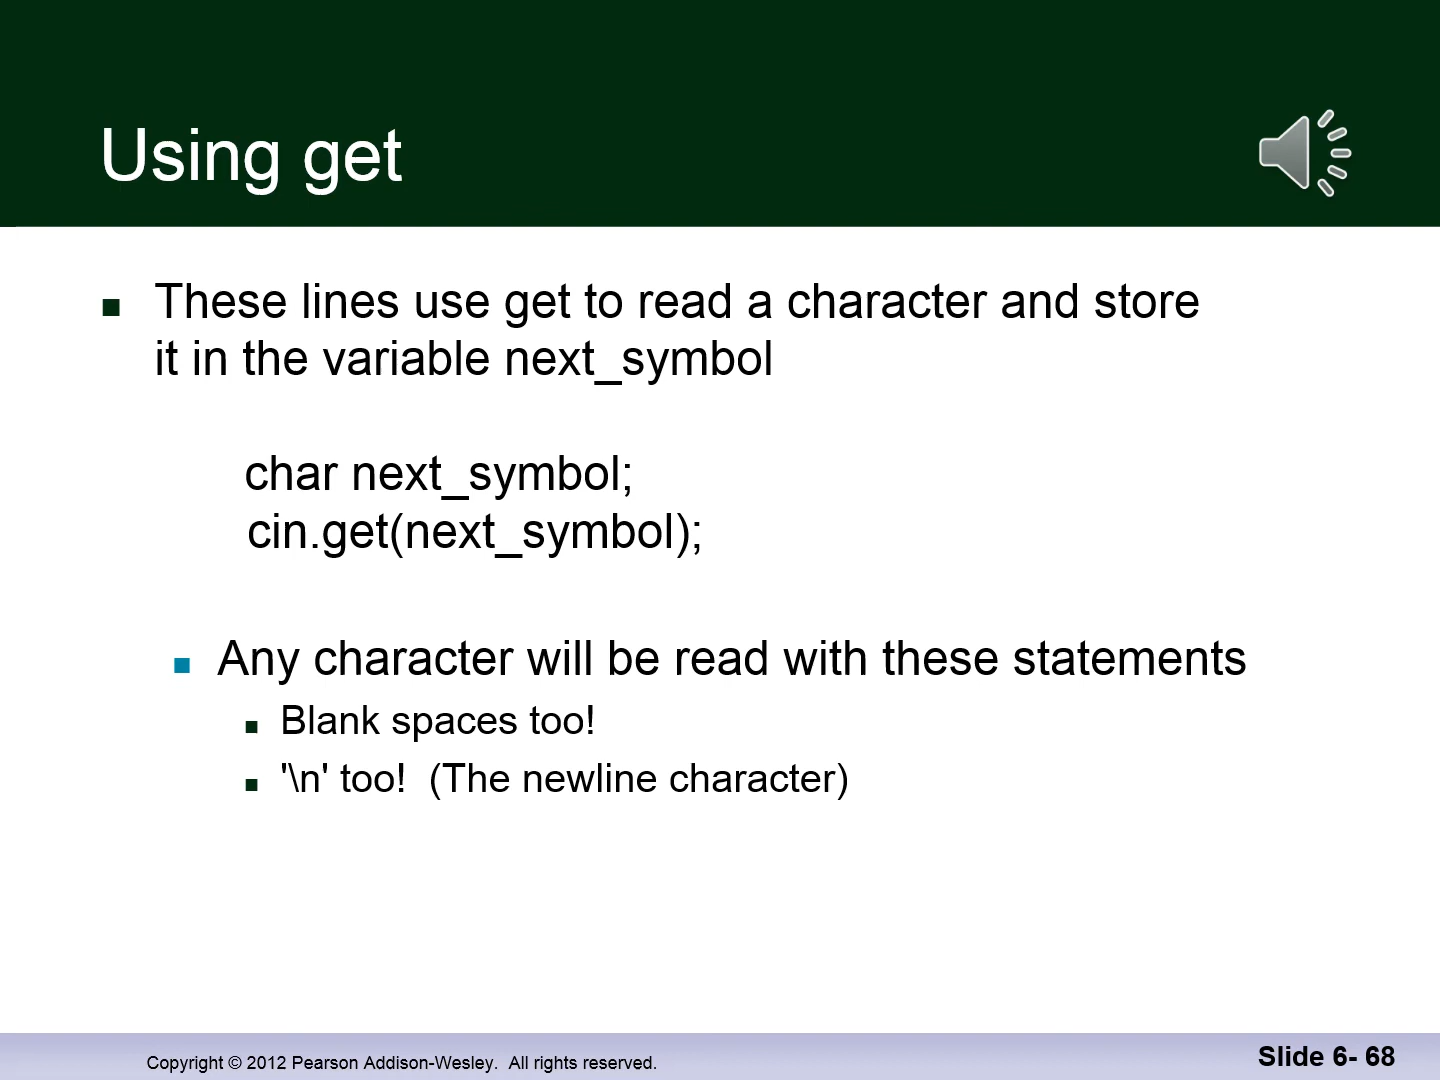 Using get
These lines use get to read a character and store
it in the variable next_symbol
char next_symbol;
cin.get(next_symbol);
Any character will be read with these statements
Blank spaces too!
'\n' too!  (The newline character)
Copyright © 2012 Pearson Addison-Wesley.  All rights reserved.
Slide 6- 68